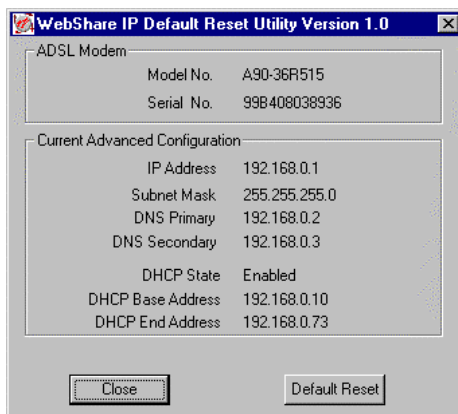 WebShare IP Default Reset Utility Version 1.0
ADSL Modem
Model No. A90-36R515
Serial No. 99B408038936
Current Advanced Configuration
IP Address 192.168.0.1
Subnet Mask 255.255.255.0
DNS Primary 192.168.0.2
DNS Secondary 192.168.0.3
DHCP State Enabled
DHCP Base Address 192.168.0.10
DHCP End Address 192.168.0.73
Close Default Reset